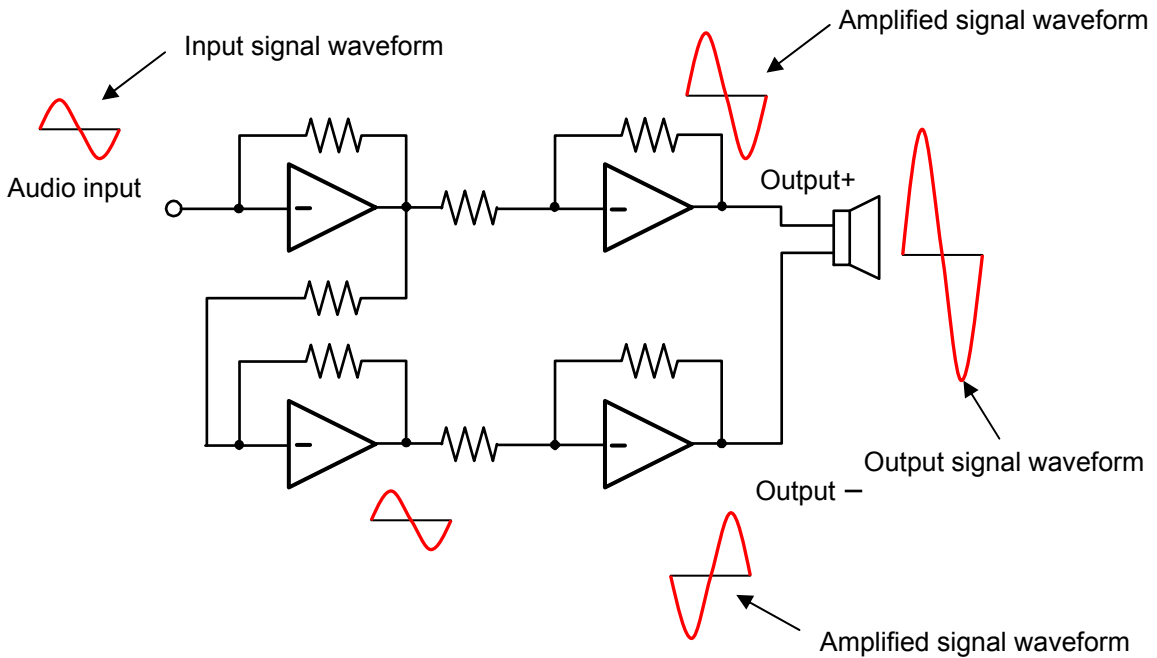 Amplified signal waveform
Input signal waveform
Audio input
Output+
Output signal waveform
Output −
Amplified signal waveform